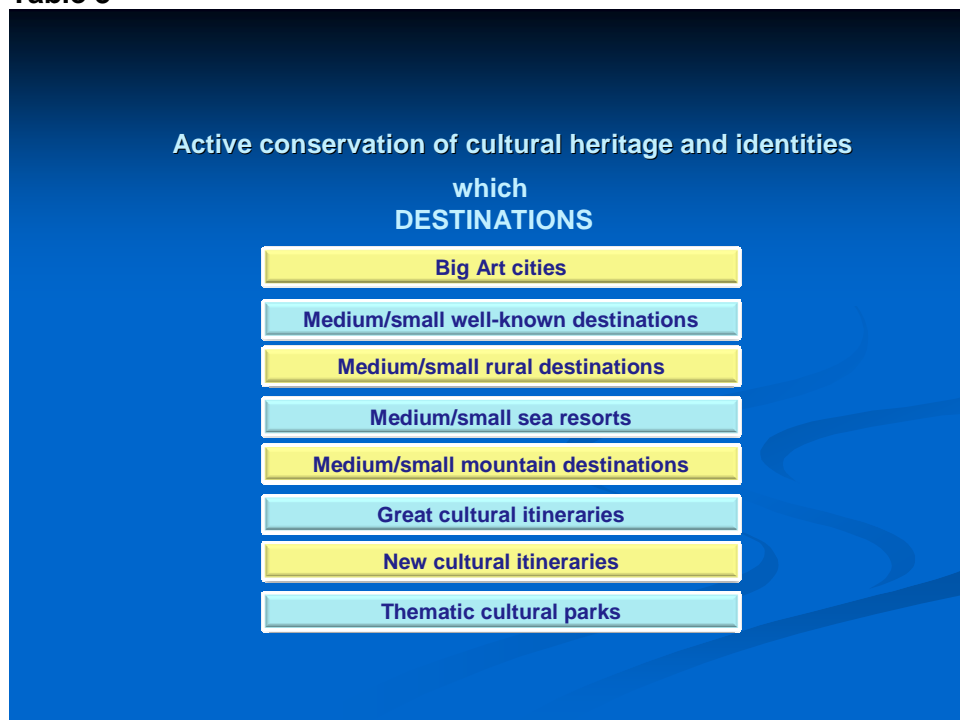 Active conservation of cultural heritage and identities
which
DESTINATIONS
Big Art cities
Medium/small well-known destinations
Medium/small rural destinations
Medium/small sea resorts
Medium/small mountain destinations
Great cultural itineraries
New cultural itineraries
Thematic cultural parks